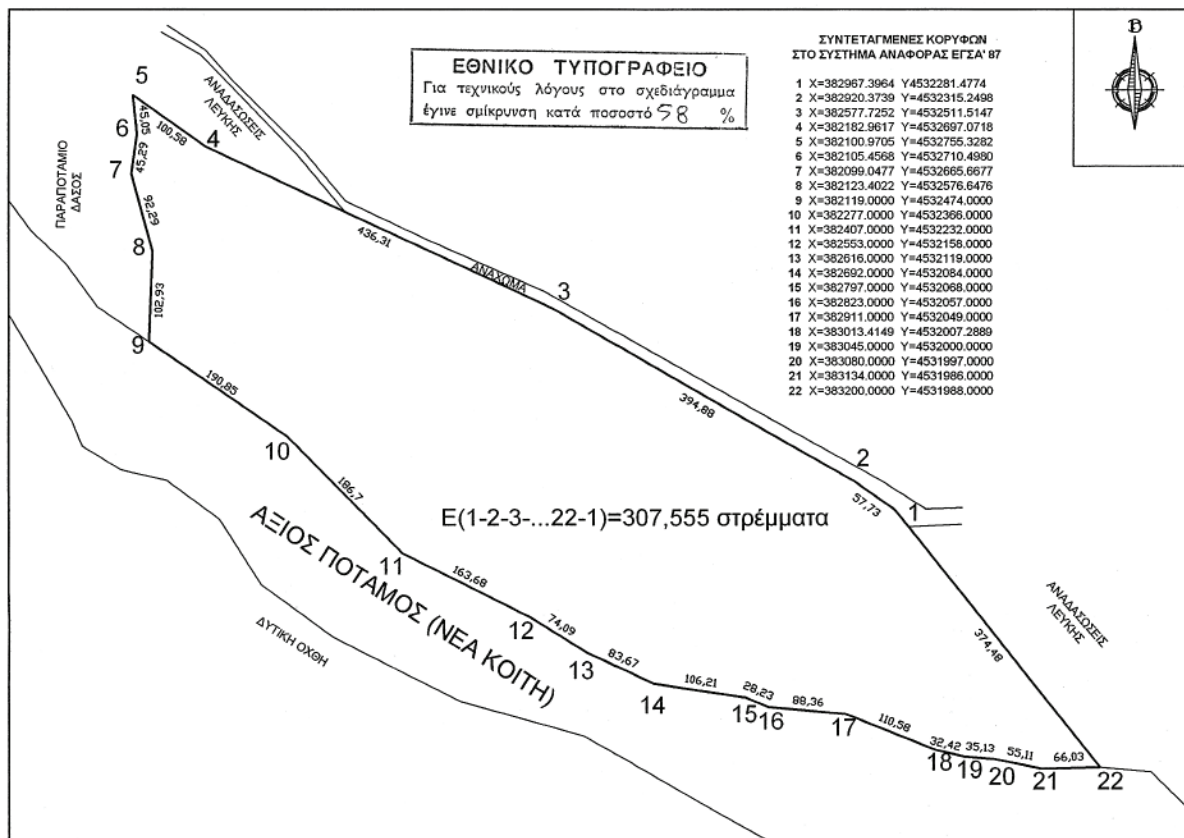 ΕΘΝΙΚΟ ΤΥΠΟΓΡΑΦΕΙΟ
Για τεχνικούς λόγους στο σχεδιάγραμμα
έγινε σμίκρυνση κατά ποσοστό 58 %
ΣΥΝΤΕΤΑΓΜΕΝΕΣ ΚΟΡΥΦΩΝ
ΣΤΟ ΣΥΣΤΗΜΑ ΑΝΑΦΟΡΑΣ ΕΓΣΑ' 87
1 X=382967.3964 Y4532281.4774
2 X=382920.3739 Y=4532315.2498
3 X=382577.7252 Y=4532511.5147
4 X=382182.9617 Y=4532697.0718
5 X=382100.9705 Y=4532755.3282
6 X=382105.4568 Y=4532710.4980
7 X=382099.0477 Y=4532665.6677
8 X=382123.4022 Y=4532576.6476
9 X=382119.0000 Y=4532474.0000
10 X=382277.0000 Y=4532366.0000
11 X=382407.0000 Y=4532232.0000
12 X=382553.0000 Y=4532158.0000
13 X=382616.0000 Y=4532119.0000
14 X=382692.0000 Y=4532084.0000
15 X=382797.0000 Y=4532068.0000
16 X=382823.0000 Y=4532057.0000
17 X=382911.0000 Y=4532049.0000
18 X=383013.4149 Y=4532007.2889
19 X=383045.0000 Y=4532000.0000
20 X=383080.0000 Y=4531997.0000
21 X=383134.0000 Y=4531986.0000
22 X=383200.0000 Y=4531988.0000
Β
ΑΝΑΔΑΣΩΣΕΙΣ
ΛΕΥΚΗΣ
5
45,05
100,58
6
4
45,29
7
ΠΑΡΑΠΟΤΑΜΙΟ
ΔΑΣΟΣ
92,29
436,31
8
ΑΝΑΧΩΜΑ
3
102,93
9
190,85
394,88
10
2
186,7
57,73
1
Ε(1-2-3-...22-1)=307,555 στρέμματα
ΑΞΙΟΣ ΠΟΤΑΜΟΣ (ΝΕΑ ΚΟΙΤΗ)
11
163,68
ΑΝΑΔΑΣΩΣΕΙΣ
ΛΕΥΚΗΣ
12
74,09
ΔΥΤΙΚΗ ΟΧΘΗ
374,48
13
83,67
14
106,21
28,23
15
16
88,36
17
110,58
32,42
35,13
55,11
66,03
18
19
20
21
22